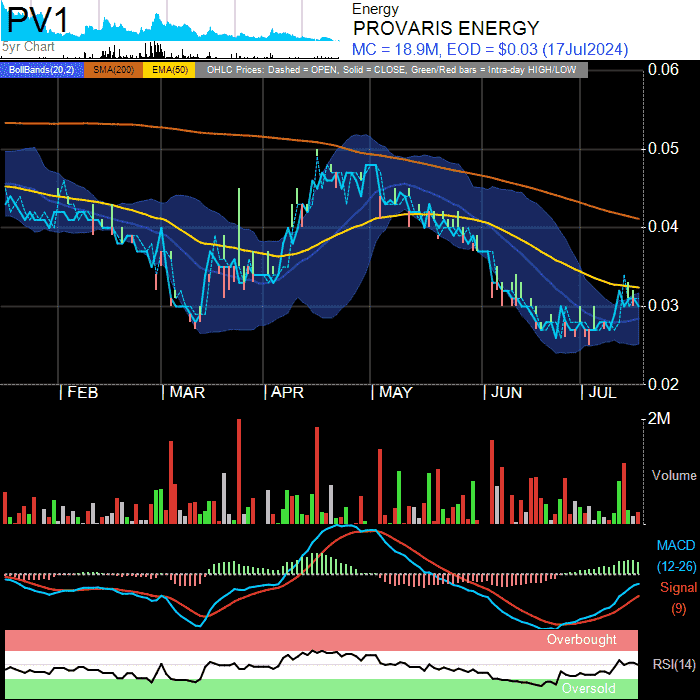 PV1
5yr Chart
Energy
PROVARIS ENERGY
MC = 18.9M, EOD = $0.03 (17Jul2024)
BollBands(20,2) SMA(200) EMA(50) OHLC Prices: Dashed = OPEN, Solid = CLOSE, Green/Red bars = Intra-day HIGH/LOW
0.06
0.05
0.04
0.03
0.02
FEB MAR APR MAY JUN JUL
2M
Volume
MACD
(12-26)
Signal
(9)
Overbought
RSI(14)
Oversold